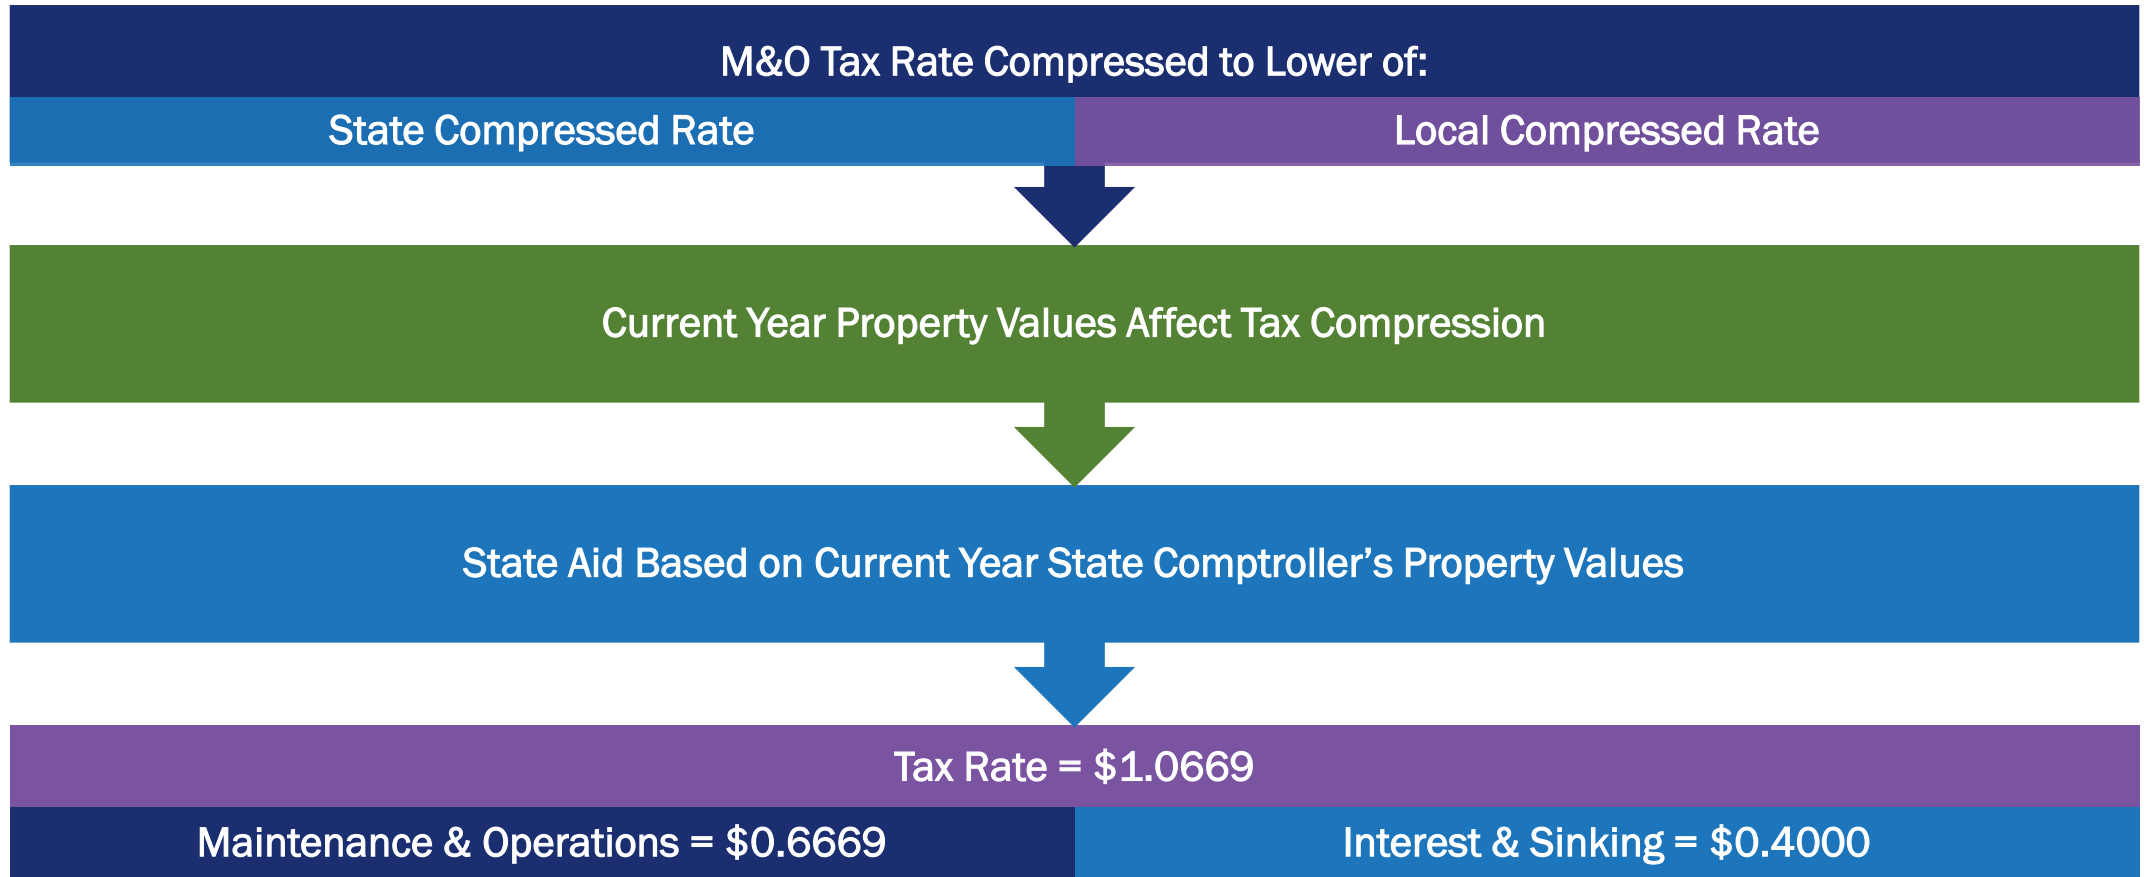 M&O Tax Rate Compressed to Lower of:
State Compressed Rate
Local Compressed Rate
Current Year Property Values Affect Tax Compression
State Aid Based on Current Year State Comptroller’s Property Values
Tax Rate = $1.0669
Maintenance & Operations = $0.6669
Interest & Sinking = $0.4000